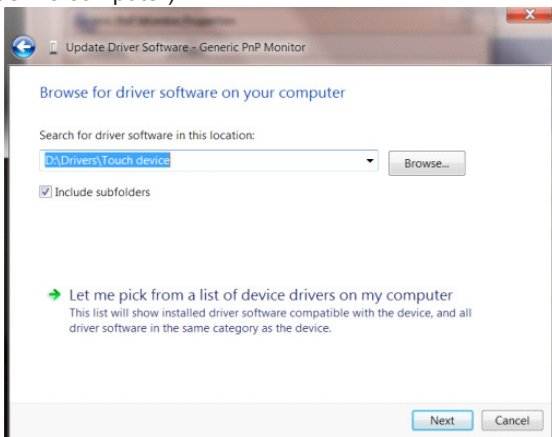 Update Driver Software - Generic PnP Monitor
Browse for driver software on your computer
Search for driver software in this location:
D:\Drivers\Touch device
Browse...
Include subfolders
Let me pick from a list of device drivers on my computer
This list will show installed driver software compatible with the device, and all
driver software in the same category as the device.
Next Cancel